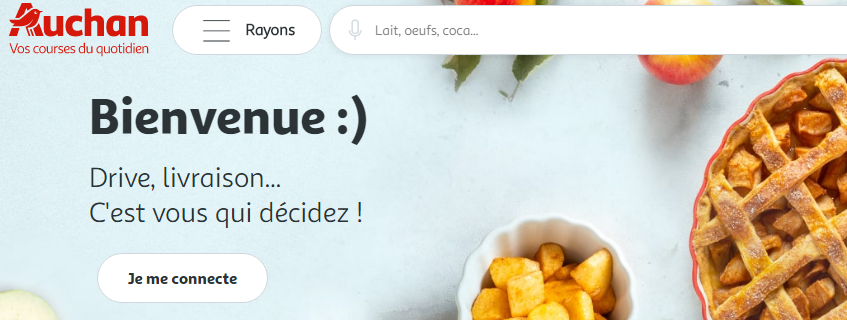 Auchan
Vos courses du quotidien
Rayons
Lait, oeufs, coca...
Bienvenue :)
Drive, livraison...
C'est vous qui décidez !
Je me connecte